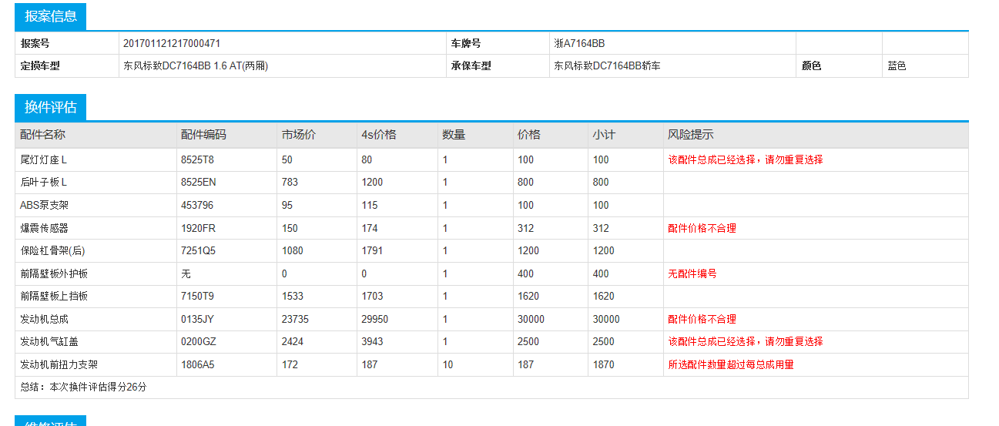 报案信息
报案号 201701121217000471 车牌号 浙A7164BB
定损车型 东风标致DC7164BB 1.6 AT(两厢) 承保车型 东风标致DC7164BB轿车 颜色 蓝色
换件评估
配件名称 配件编码 市场价 4s价格 数量 价格 小计 风险提示
尾灯灯座 L 8525T8 50 80 1 100 100 该配件总成已经选择，请勿重复选择
后叶子板 L 8525EN 783 1200 1 800 800
ABS泵支架 453796 95 115 1 100 100
爆震传感器 1920FR 150 174 1 312 312 配件价格不合理
保险杠骨架(后) 7251Q5 1080 1791 1 1200 1200
前隔壁板外护板 无 0 0 1 400 400 无配件编号
前隔壁板上挡板 7150T9 1533 1703 1 1620 1620
发动机总成 0135JY 23735 29950 1 30000 30000 配件价格不合理
发动机气缸盖 0200GZ 2424 3943 1 2500 2500 该配件总成已经选择，请勿重复选择
发动机前扭力支架 1806A5 172 187 10 187 1870 所选配件数量超过每总成用量
总结：本次换件评估得分26分
维修评估